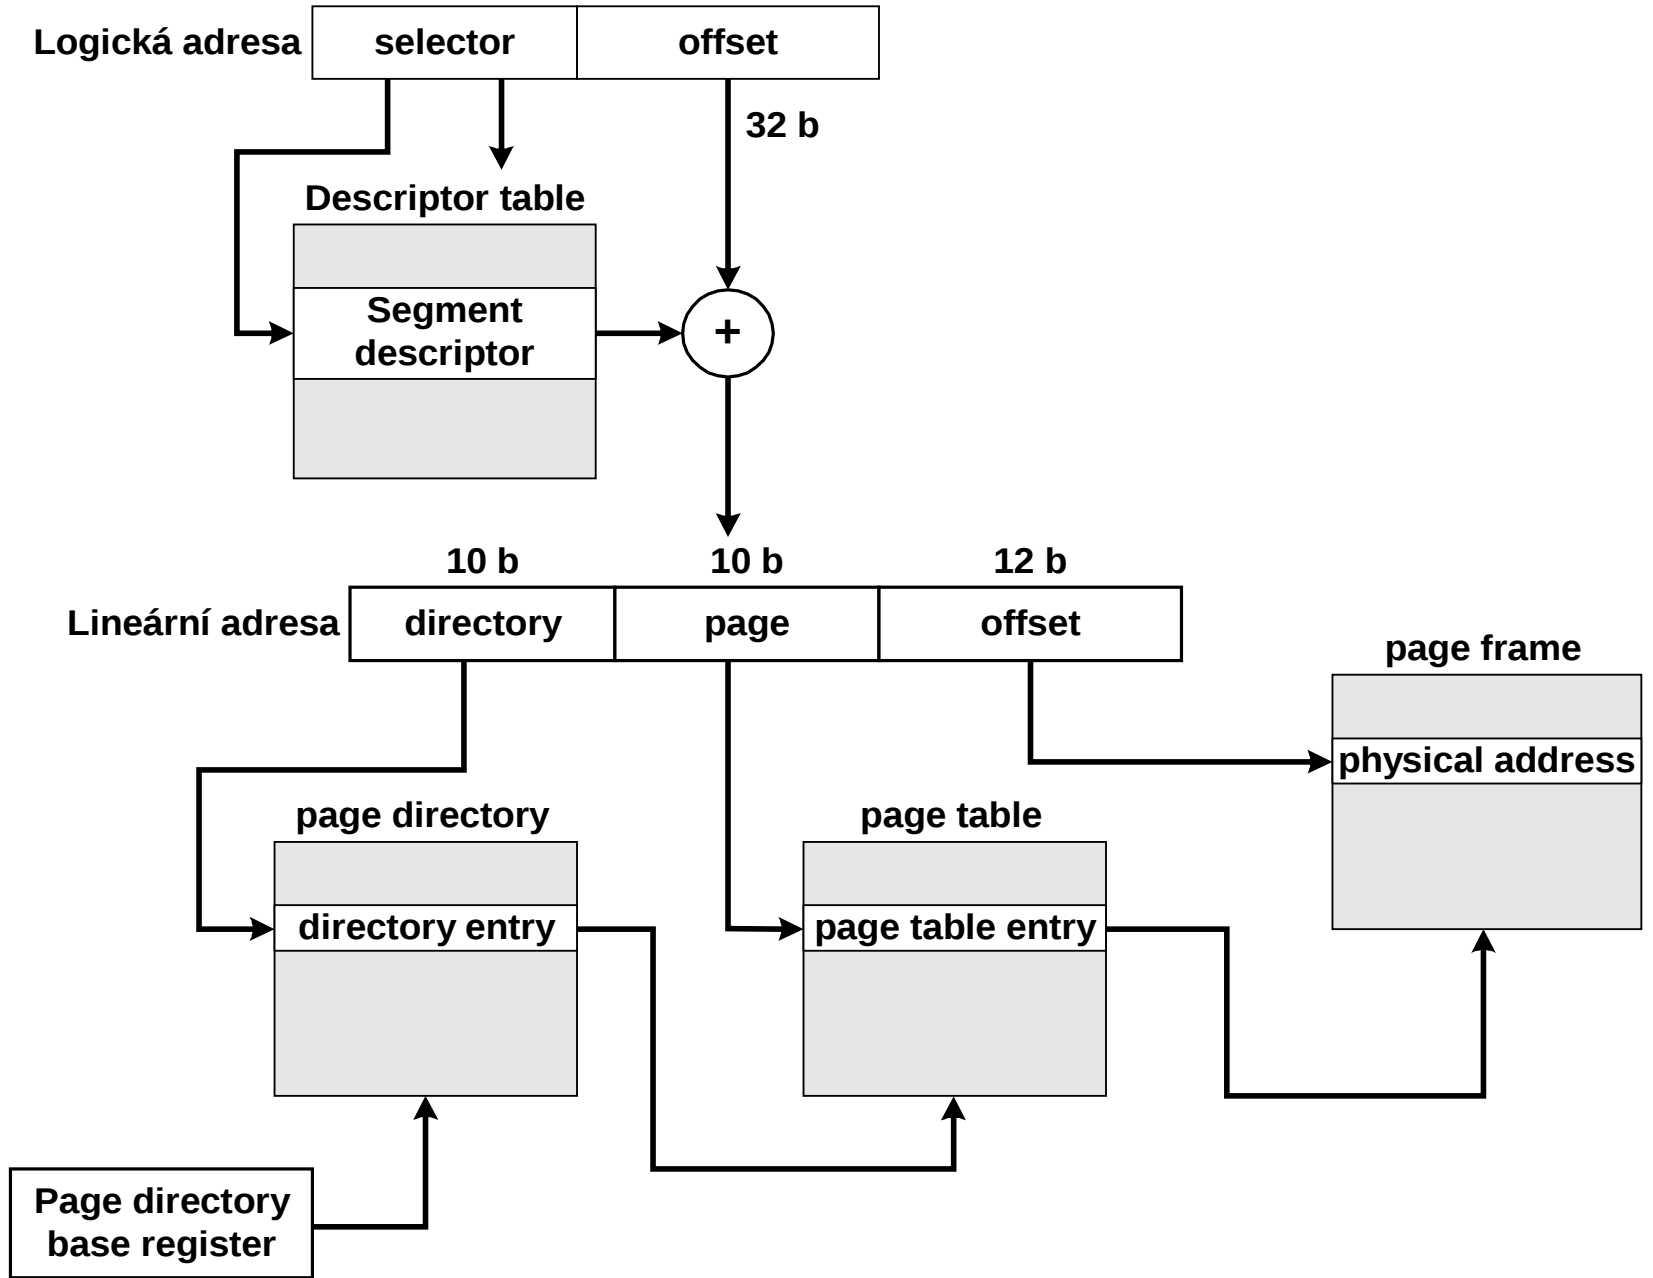 Logická adresa
selector
offset
32 b
Descriptor table
Segment
descriptor
+
10 b
10 b
12 b
Lineární adresa
directory
page
offset
page frame
physical address
page directory
page table
directory entry
page table entry
Page directory
base register